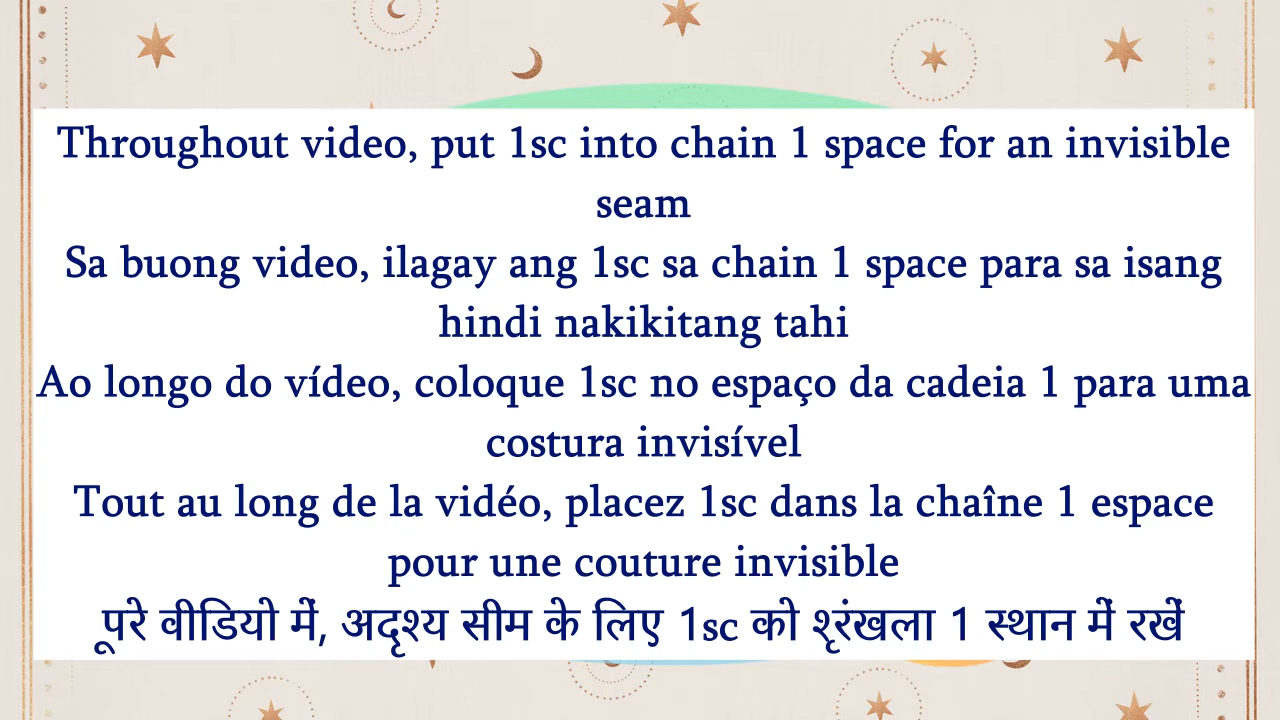 Throughout video, put 1sc into chain 1 space for an invisible
seam
Sa buong video, ilagay ang 1sc sa chain 1 space para sa isang
hindi nakikitang tahi
Ao longo do vídeo, coloque 1sc no espaço da cadeia 1 para uma
costura invisível
Tout au long de la vidéo, placez 1sc dans la chaîne 1 espace
pour une couture invisible
पूरे वीडियो में, अदृश्य सीम के लिए 1sc को शृंखला 1 स्थान में रखें